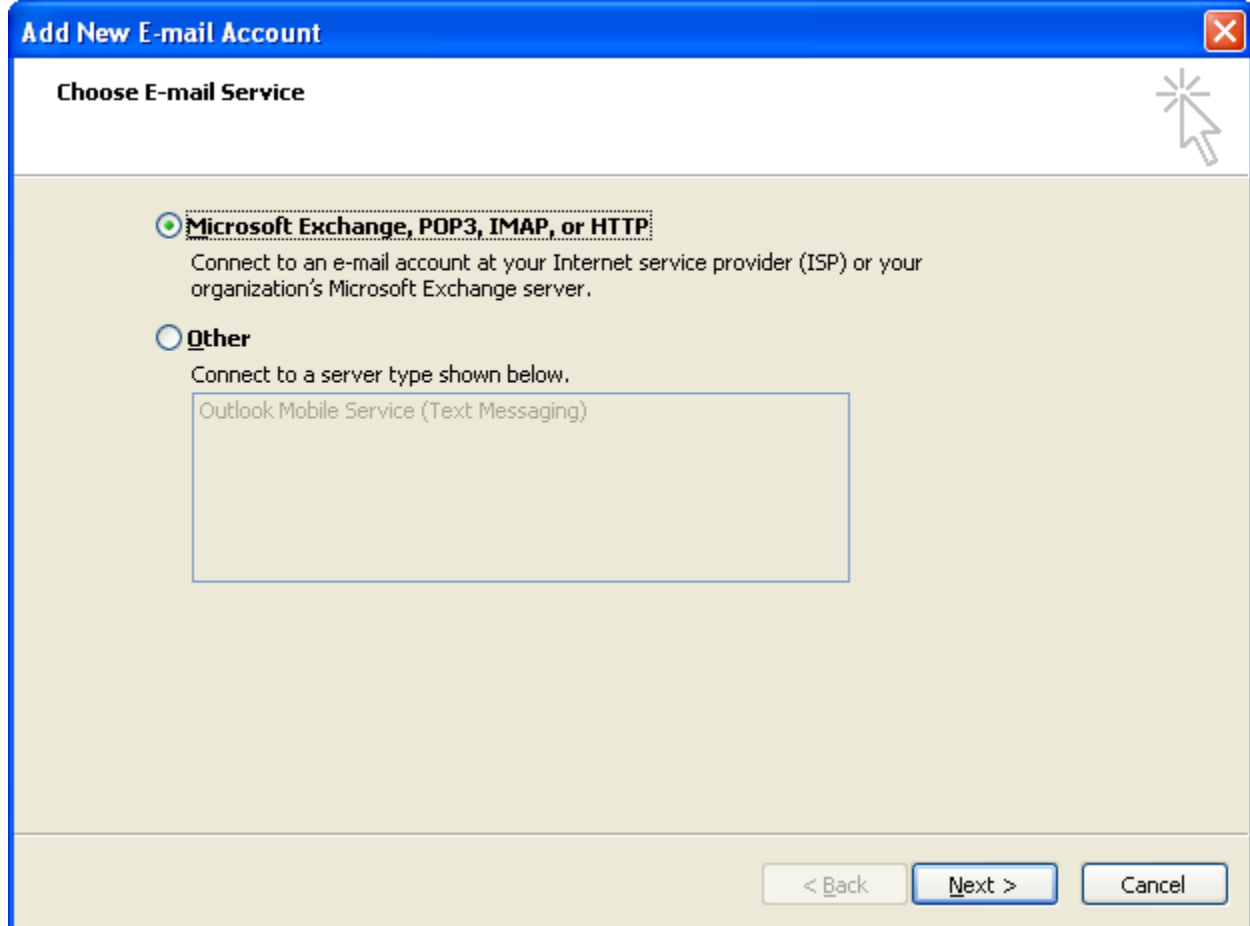 Add New E-mail Account
Choose E-mail Service
Microsoft Exchange, POP3, IMAP, or HTTP
Connect to an e-mail account at your Internet service provider (ISP) or your
organization's Microsoft Exchange server.
Other
Connect to a server type shown below.
Outlook Mobile Service (Text Messaging)
< Back
Next >
Cancel